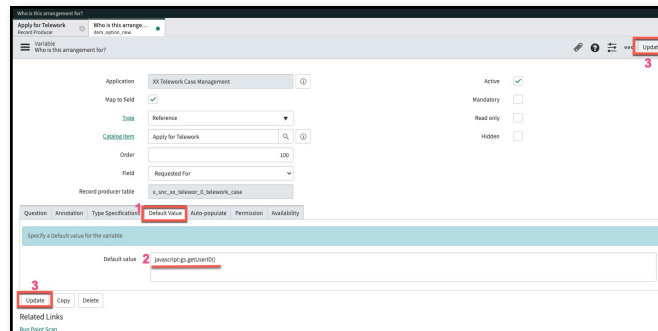 Who is this arrangement for?
Apply for Telework
Record Producer
Who is this arrange...
item_option_new
Variable
Who is this arrangement for?
Updat
3
Application
XX Telework Case Management
Active
Map to field
Mandatory
Type
Reference
Read only
Catalog item
Apply for Telework
Hidden
Order
100
Field
Requested For
Record producer table
x_snc_xx_telewor_0_telework_case
1
Question
Annotation
Type Specifications
Default Value
Auto-populate
Permission
Availability
Specify a Default value for the variable
Default value
2
javascript:gs.getUserID()
3
Update
Copy
Delete
Related Links
Run Point Scan